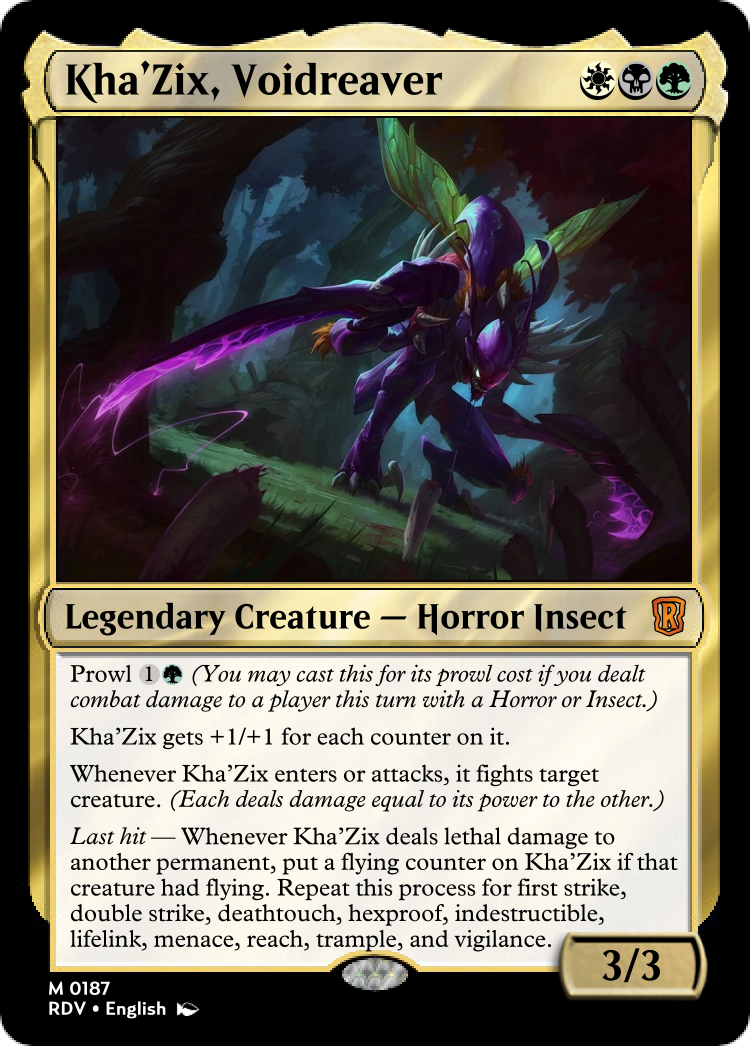 Kha'Zix, Voidreaver
Legendary Creature — Horror Insect
R
Prowl 1 (You may cast this for its prowl cost if you dealt
combat damage to a player this turn with a Horror or Insect.)
Kha'Zix gets +1/+1 for each counter on it.
Whenever Kha'Zix enters or attacks, it fights target
creature. (Each deals damage equal to its power to the other.)
Last hit — Whenever Kha'Zix deals lethal damage to
another permanent, put a flying counter on Kha'Zix if that
creature had flying. Repeat this process for first strike,
double strike, deathtouch, hexproof, indestructible,
lifelink, menace, reach, trample, and vigilance.
3/3
M 0187
RDV • English